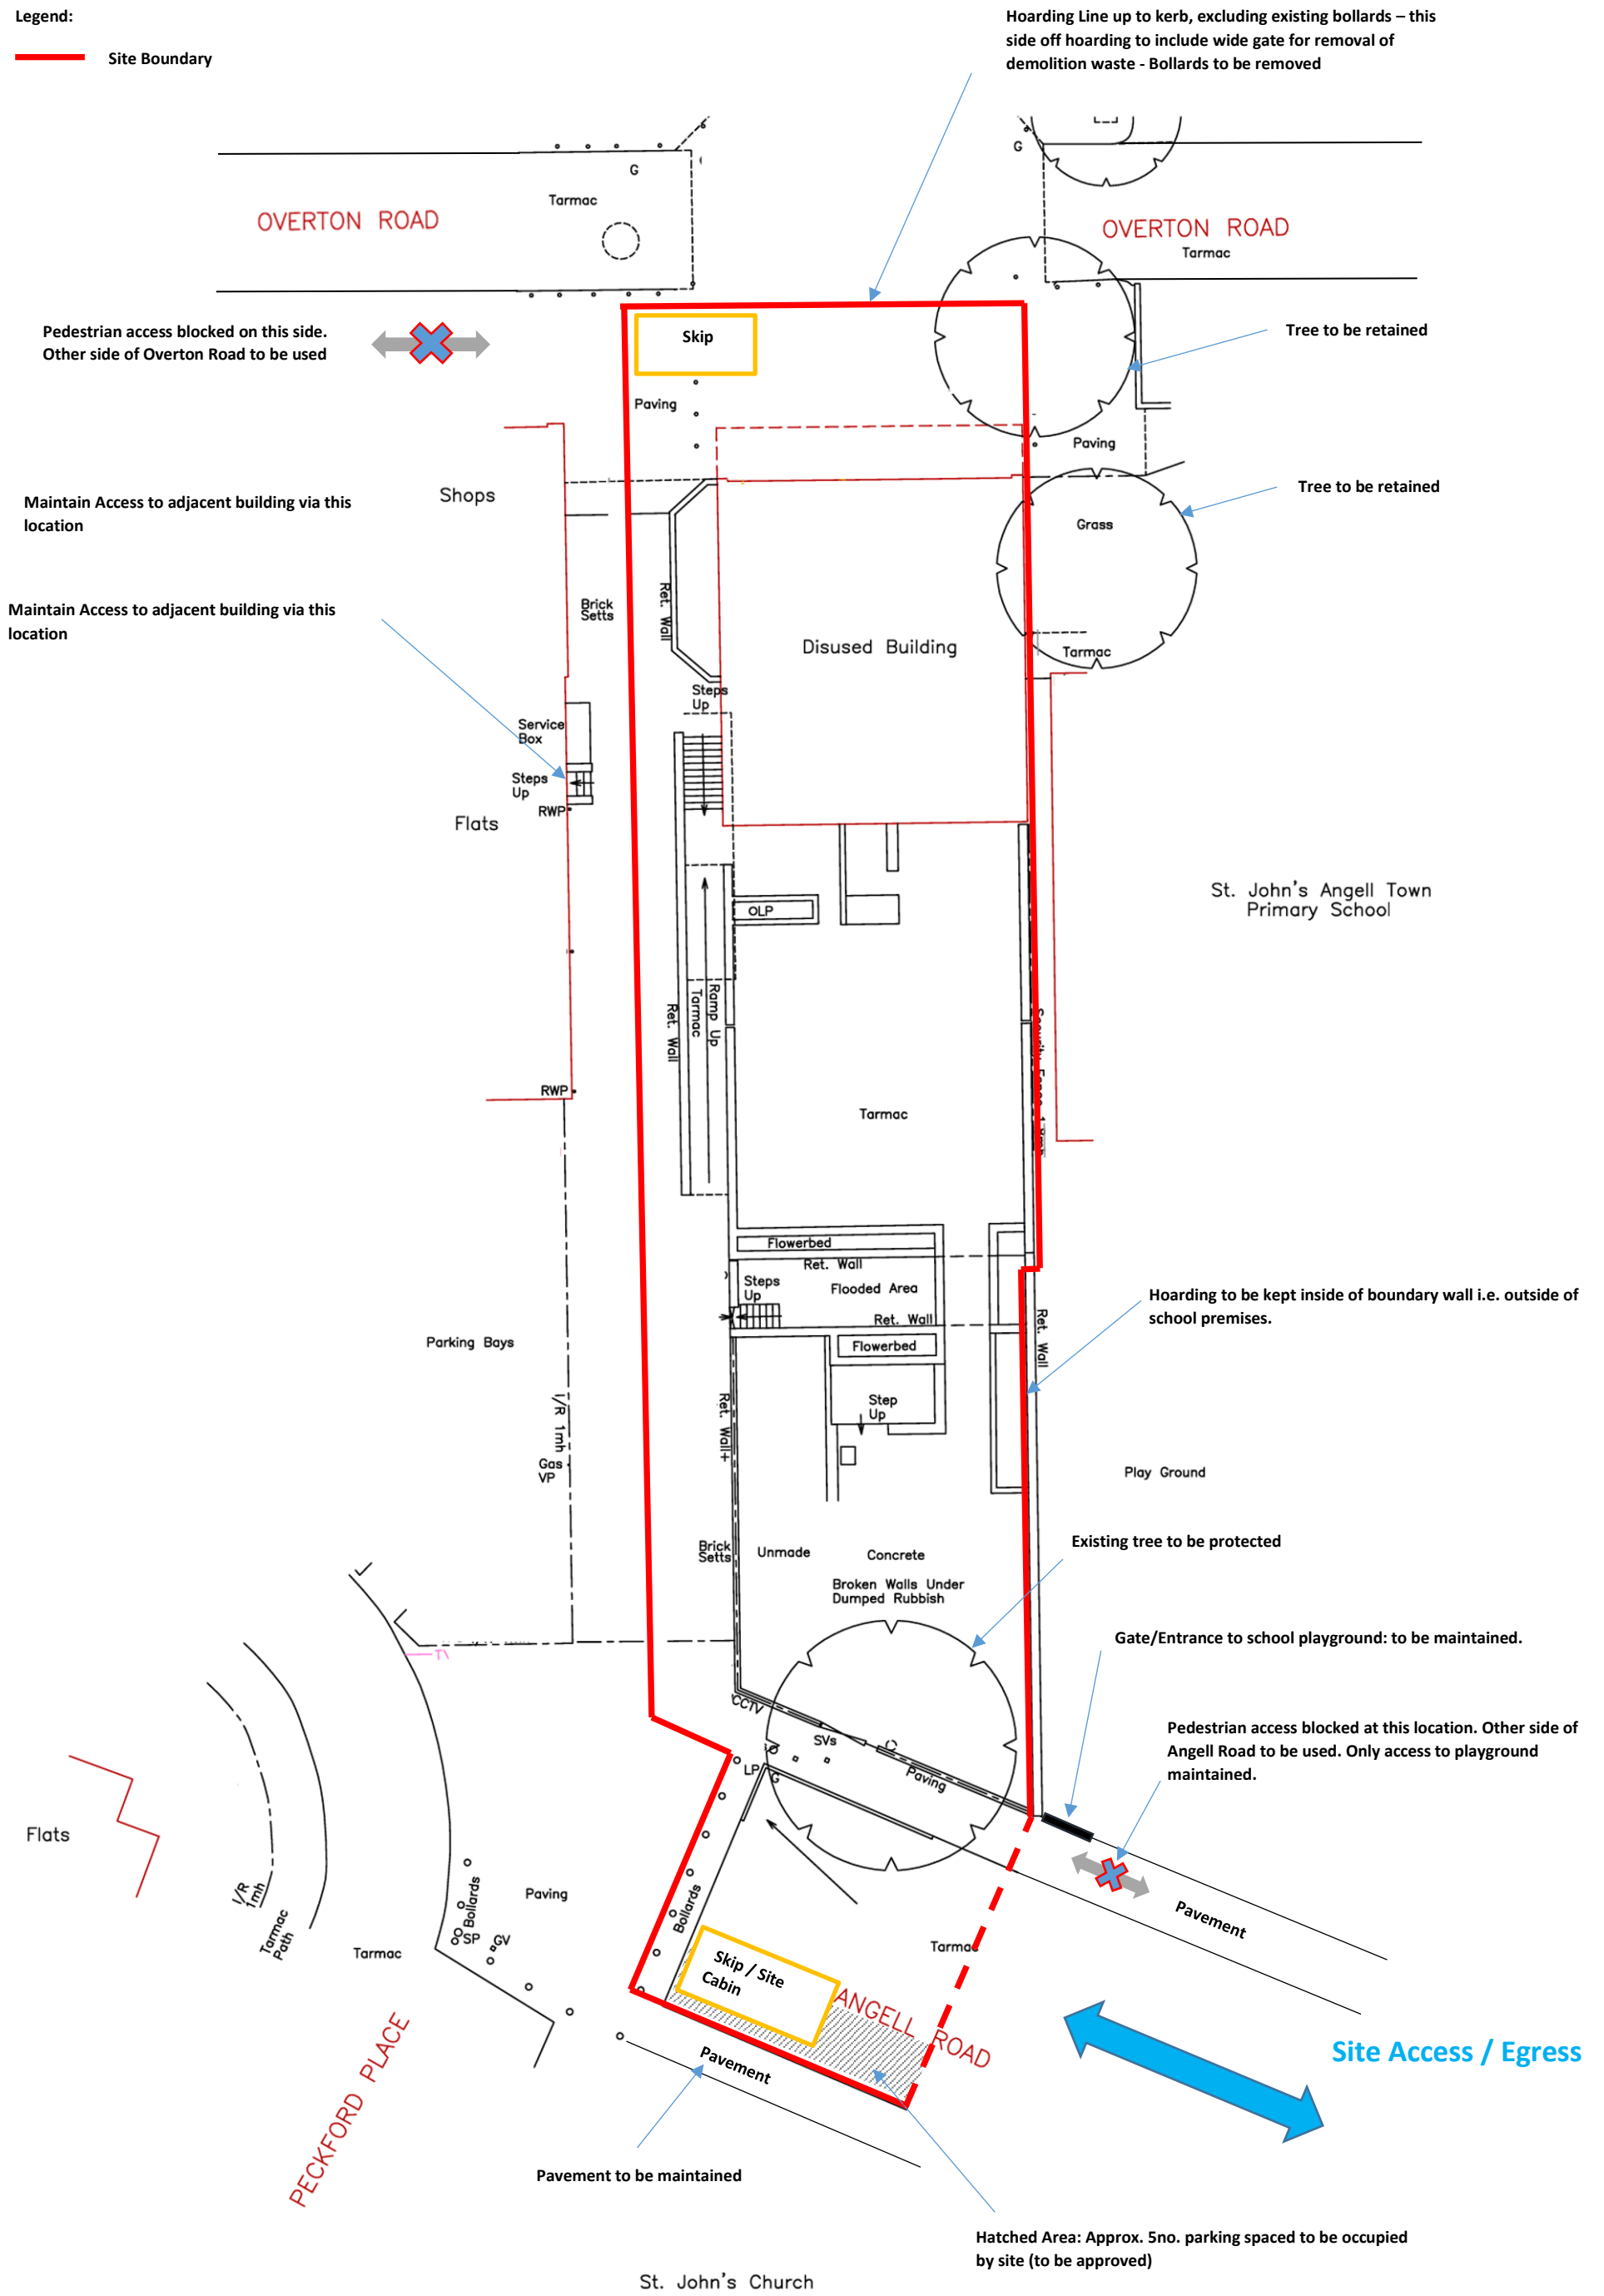 Legend:
Site Boundary
Hoarding Line up to kerb, excluding existing bollards – this
side off hoarding to include wide gate for removal of
demolition waste - Bollards to be removed
G
Tarmac
OVERTON ROAD
G
OVERTON ROAD
Tarmac
Pedestrian access blocked on this side.
Other side of Overton Road to be used
Skip
Tree to be retained
Paving
Paving
Shops
Tree to be retained
Maintain Access to adjacent building via this
location
Grass
Maintain Access to adjacent building via this
location
Brick
Setts
Ret. Wall
Disused Building
Tarmac
Steps
Up
Service
Box
Steps
Up
RWP
Flats
St. John's Angell Town
Primary School
OLP
Ret. Wall
Tarmac
Ramp Up
RWP
Tarmac
Flowerbed
Ret. Wall
Steps
Up
Flooded Area
Ret. Wall
Hoarding to be kept inside of boundary wall i.e. outside of
school premises.
Ret. Wall
Parking Bays
Flowerbed
I/R 1mh
Ret. Wall+
Step
Up
Gas
VP
Play Ground
Existing tree to be protected
Brick
Setts
Unmade
Concrete
Broken Walls Under
Dumped Rubbish
Gate/Entrance to school playground: to be maintained.
CCTV
SVs
LP
G
Paving
Pedestrian access blocked at this location. Other side of
Angell Road to be used. Only access to playground
maintained.
Flats
I/R
1mh
Tarmac
Path
Bollards
SP
GV
Paving
Bollards
Tarmac
Tarmac
Pavement
Skip / Site
Cabin
ANGELL ROAD
Site Access / Egress
PECKFORD PLACE
Pavement
Pavement to be maintained
Hatched Area: Approx. 5no. parking spaced to be occupied
by site (to be approved)
St. John's Church